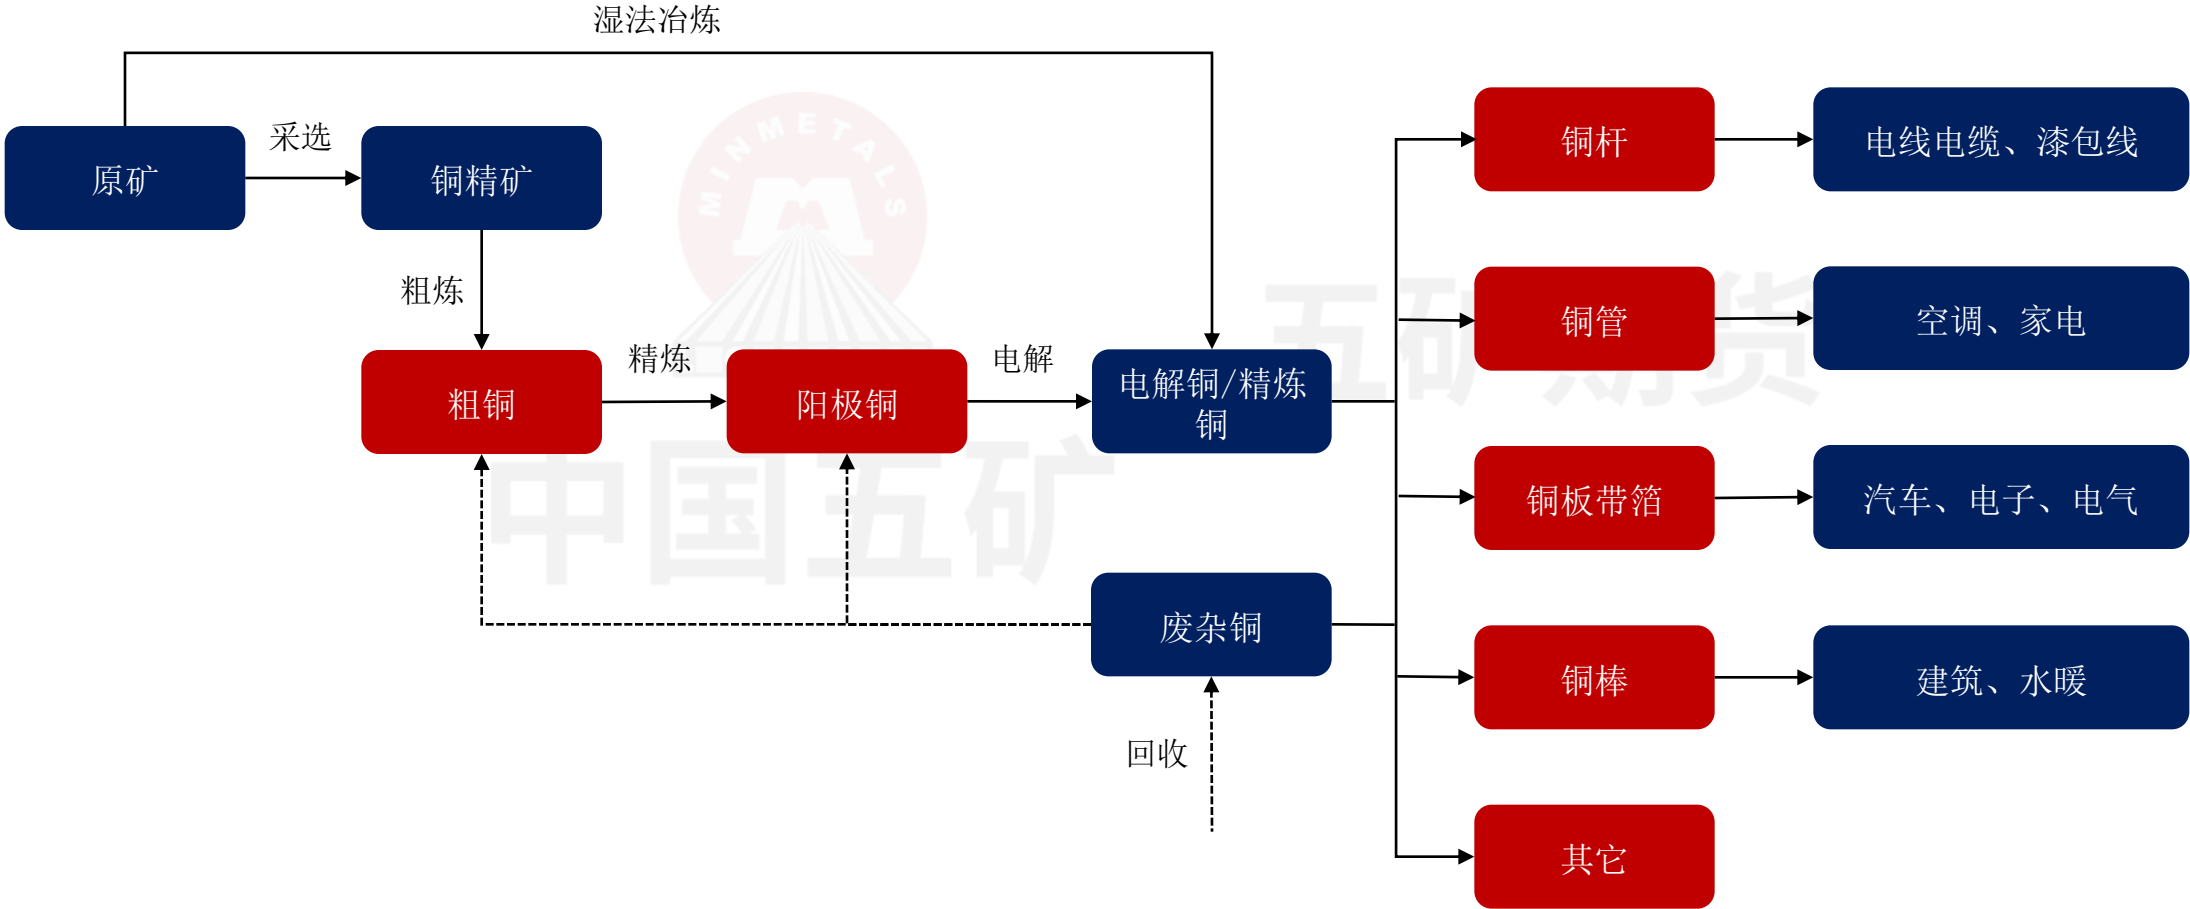 湿法冶炼
原矿
采选
铜精矿
粗炼
粗铜
精炼
阳极铜
电解
电解铜/精炼
铜
废杂铜
回收
铜杆
电线电缆、漆包线
铜管
空调、家电
铜板带箔
汽车、电子、电气
铜棒
建筑、水暖
其它
MINMETALS
中国五矿
五矿期货